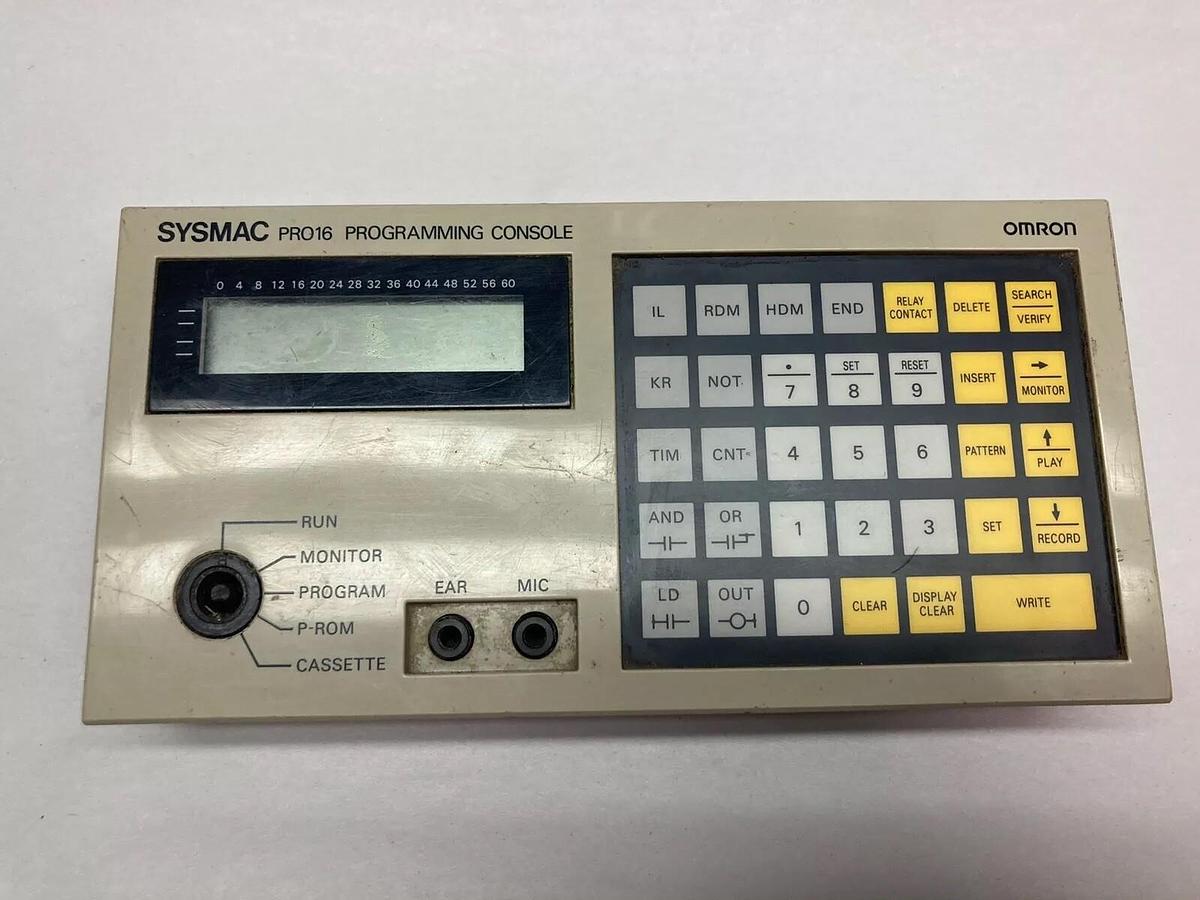 SYSMAC PRO16 PROGRAMMING CONSOLE
OMRON
0 4 8 12 16 20 24 28 32 36 40 44 48 52 56 60
RUN
MONITOR
PROGRAM
P-ROM
CASSETTE
EAR MIC
IL RDM HDM END
RELAY
CONTACT
DELETE
SEARCH
VERIFY
KR NOT
•
7
SET
8
RESET
9
INSERT
→
MONITOR
TIM CNT 4 5 6
PATTERN
↑
PLAY
AND OR
1 2 3
SET
↓
RECORD
LD OUT
0
CLEAR
DISPLAY
CLEAR
WRITE